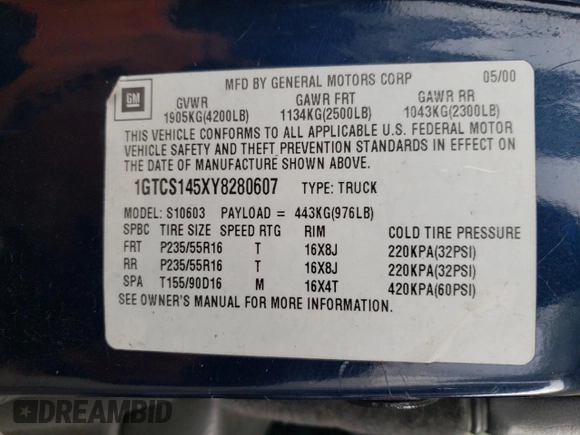 MFD BY GENERAL MOTORS CORP 05/00
GM
GVWR GAWR FRT GAWR RR
1905KG(4200LB) 1134KG(2500LB) 1043KG(2300LB)
THIS VEHICLE CONFORMS TO ALL APPLICABLE U.S. FEDERAL MOTOR
VEHICLE SAFETY AND THEFT PREVENTION STANDARDS IN EFFECT ON
THE DATE OF MANUFACTURE SHOWN ABOVE.
1GTCS145XY8280607 TYPE: TRUCK
MODEL: S10603 PAYLOAD = 443KG(976LB)
SPBC TIRE SIZE SPEED RTG RIM COLD TIRE PRESSURE
FRT P235/55R16 T 16X8J 220KPA(32PSI)
RR P235/55R16 T 16X8J 220KPA(32PSI)
SPA T155/90D16 M 16X4T 420KPA(60PSI)
SEE OWNER'S MANUAL FOR MORE INFORMATION.
DREAMBID